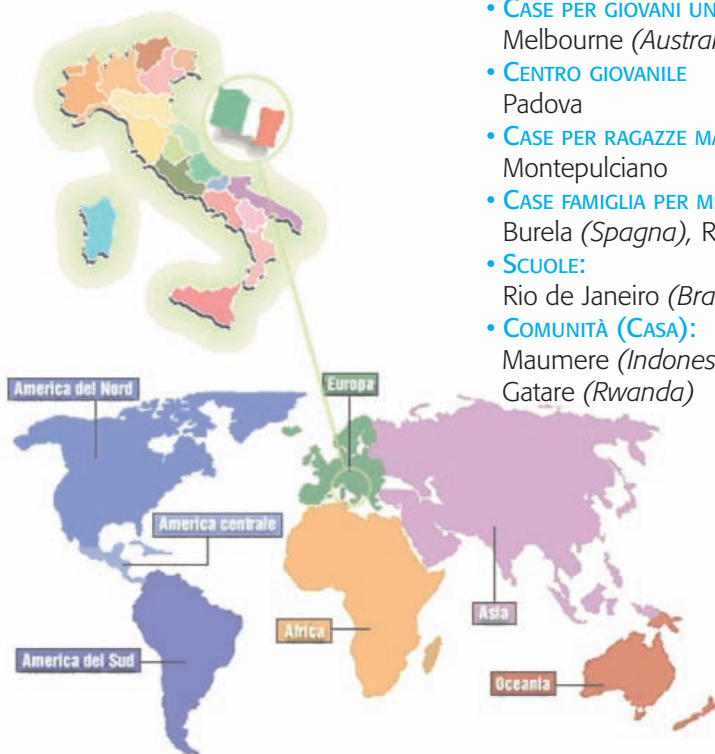 • CASE PER GIOVANI UN
Melbourne (Austral
• CENTRO GIOVANILE
Padova
• CASE PER RAGAZZE MA
Montepulciano
• CASE FAMIGLIA PER M
Burela (Spagna), R
• SCUOLE:
Rio de Janeiro (Bra
• COMUNITÀ (CASA):
Maumere (Indones
Gatare (Rwanda)
America del Nord
Europa
America centrale
Asia
Africa
America del Sud
Oceania